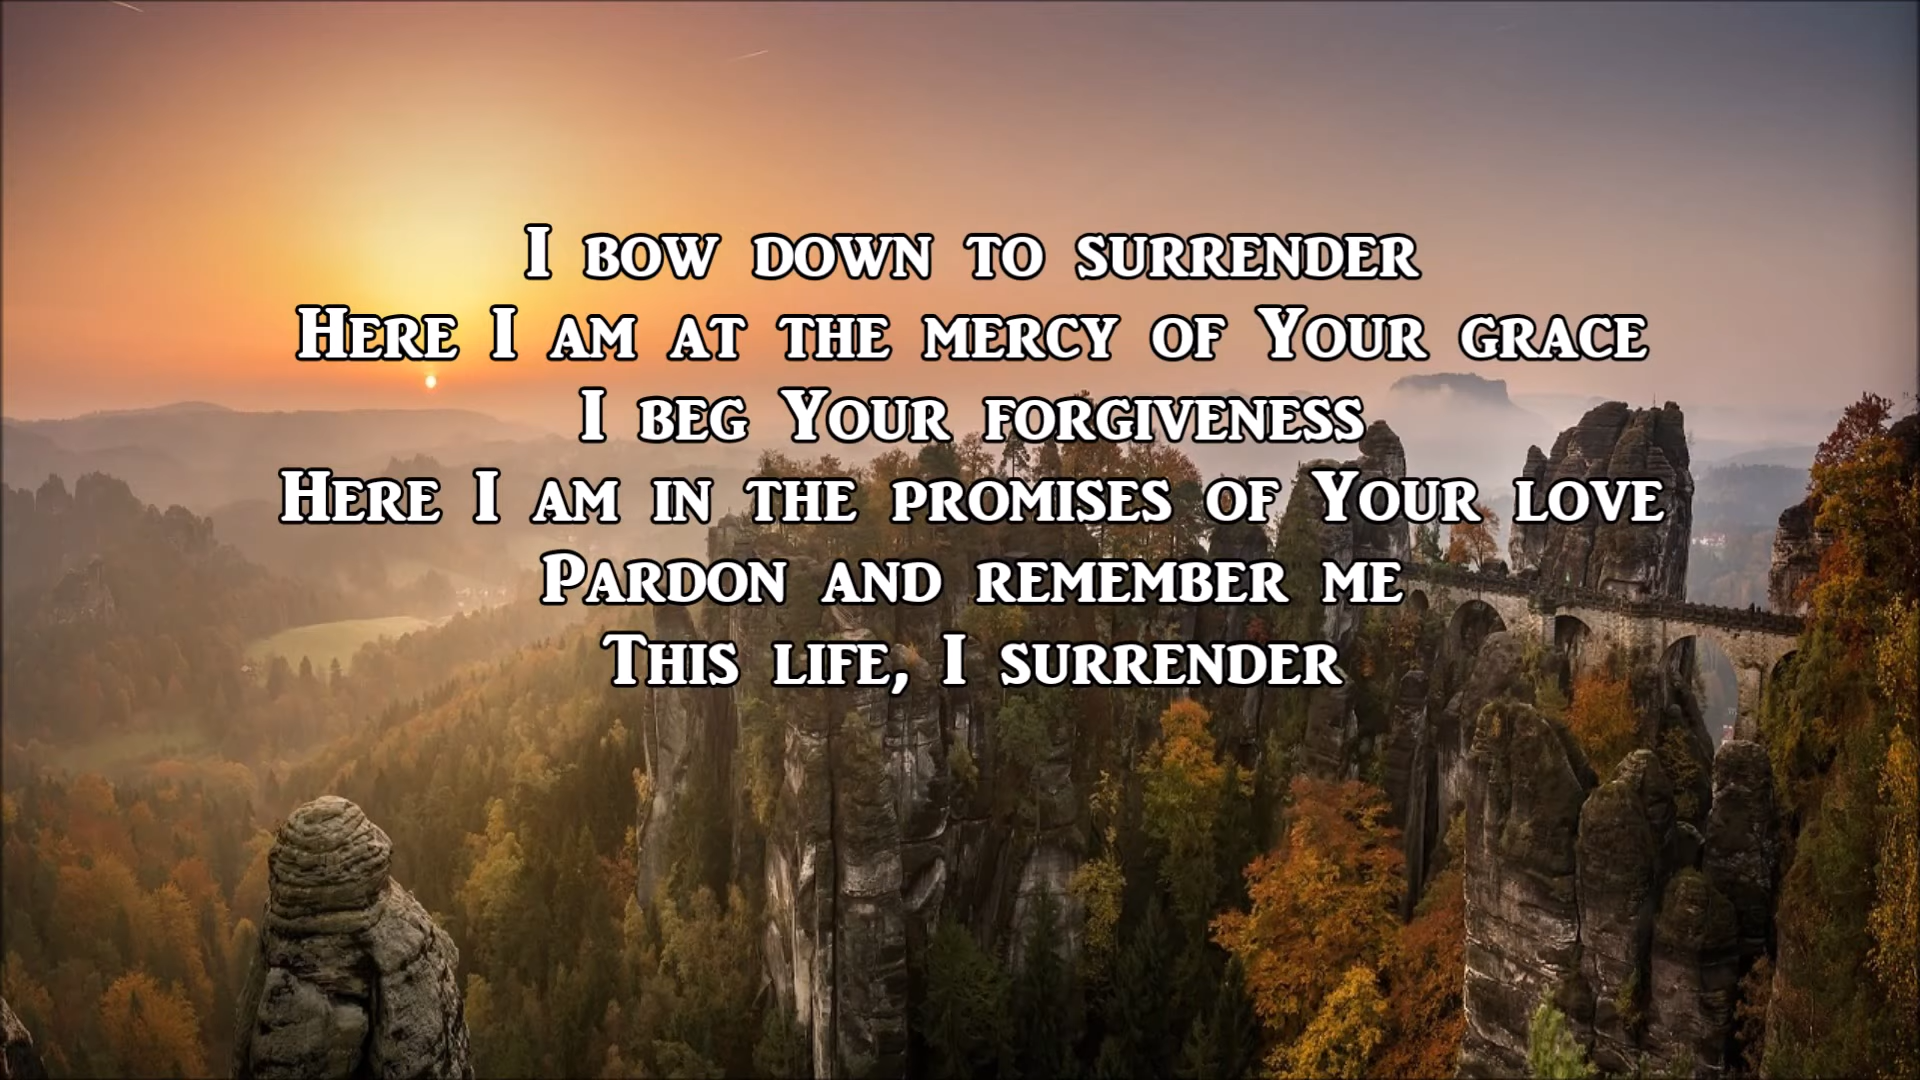 I bow down to surrender
Here I am at the mercy of Your grace
I beg Your forgiveness
Here I am in the promises of Your love
Pardon and remember me
This life, I surrender